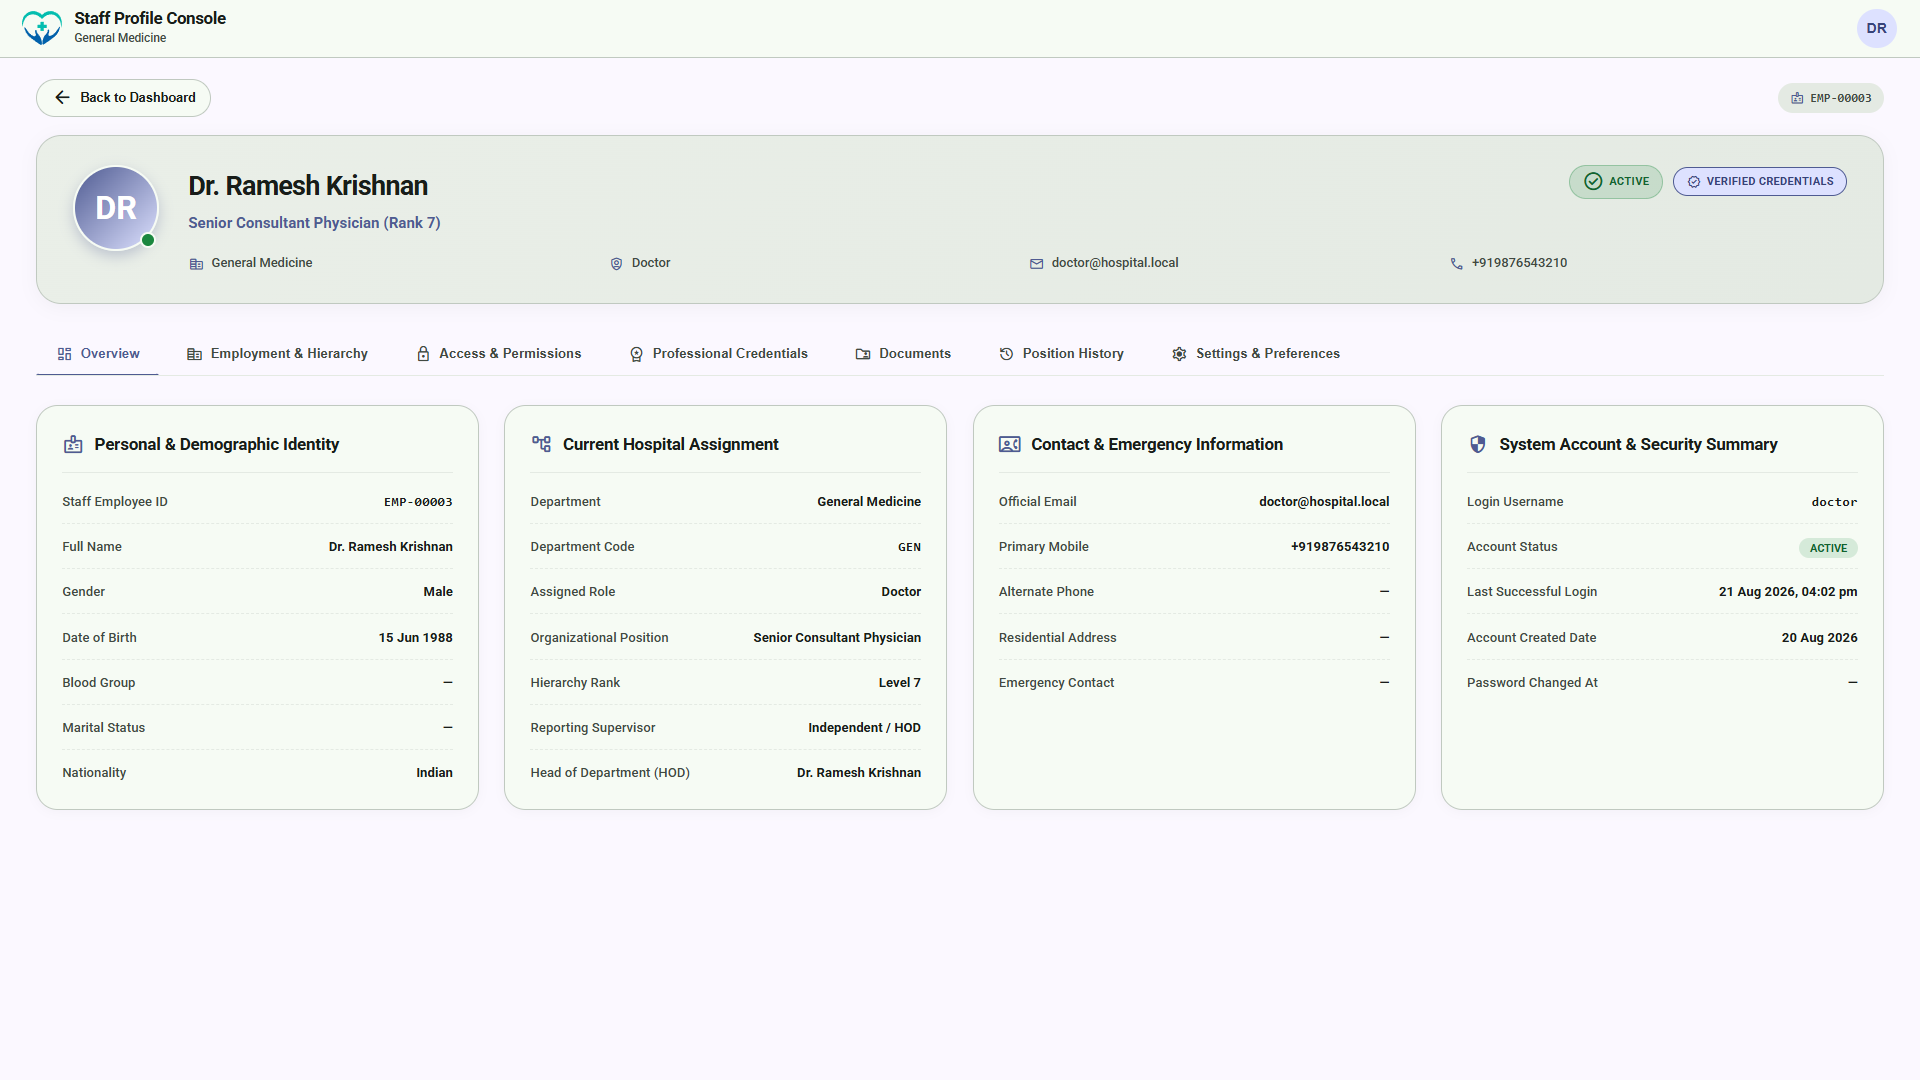 Staff Profile Console
General Medicine
DR
Back to Dashboard
EMP-00003
DR
Dr. Ramesh Krishnan
ACTIVE
VERIFIED CREDENTIALS
Senior Consultant Physician (Rank 7)
General Medicine
Doctor
doctor@hospital.local
+919876543210
Overview
Employment & Hierarchy
Access & Permissions
Professional Credentials
Documents
Position History
Settings & Preferences
Personal & Demographic Identity
Staff Employee ID EMP-00003
Full Name Dr. Ramesh Krishnan
Gender Male
Date of Birth 15 Jun 1988
Blood Group —
Marital Status —
Nationality Indian
Current Hospital Assignment
Department General Medicine
Department Code GEN
Assigned Role Doctor
Organizational Position Senior Consultant Physician
Hierarchy Rank Level 7
Reporting Supervisor Independent / HOD
Head of Department (HOD) Dr. Ramesh Krishnan
Contact & Emergency Information
Official Email doctor@hospital.local
Primary Mobile +919876543210
Alternate Phone —
Residential Address —
Emergency Contact —
System Account & Security Summary
Login Username doctor
Account Status ACTIVE
Last Successful Login 21 Aug 2026, 04:02 pm
Account Created Date 20 Aug 2026
Password Changed At —